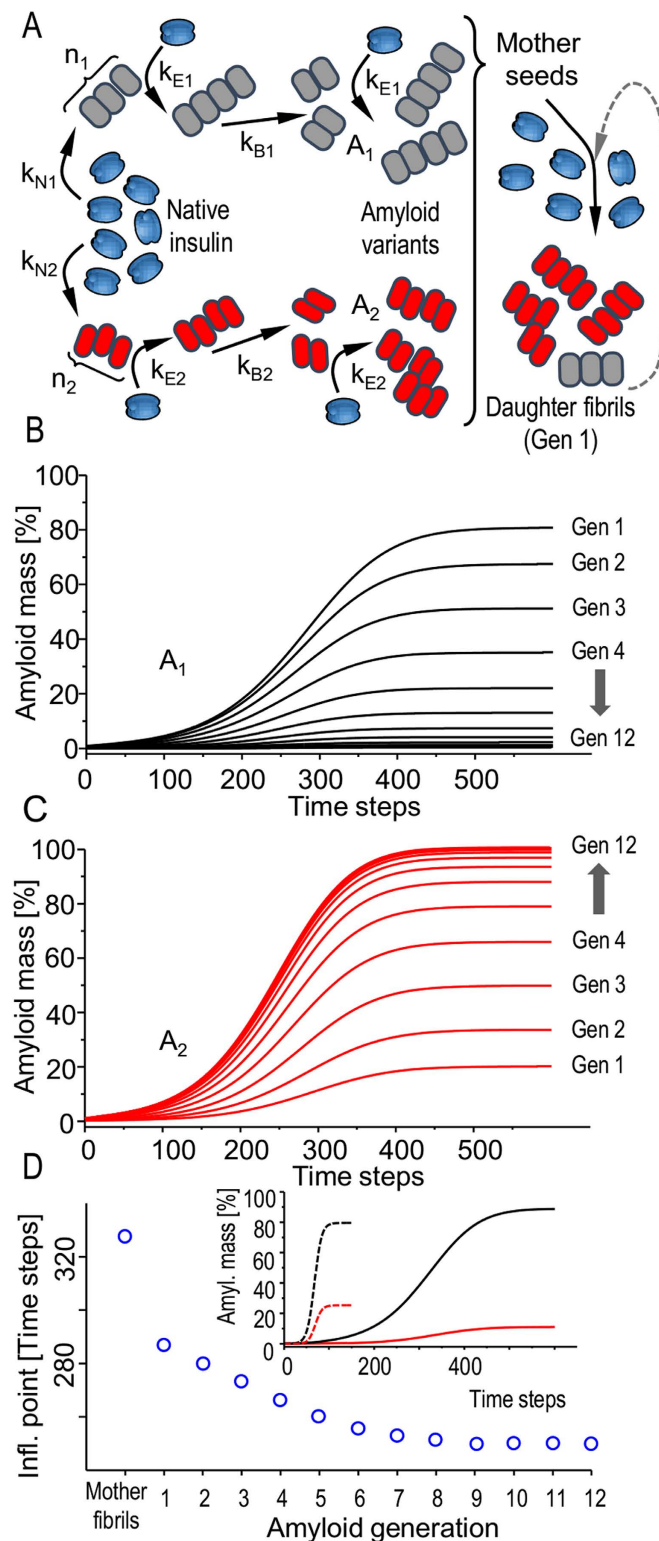 A
n1
kE1
kB1
kE1
A1
kN1
Native
insulin
Amyloid
variants
kN2
n2
kE2
kB2
A2
kE2
Mother
seeds
Daughter fibrils
(Gen 1)
B
Amyloid mass [%]
100
80
60
40
20
0
A1
Gen 1
Gen 2
Gen 3
Gen 4
Gen 12
0 100 200 300 400 500
Time steps
C
Amyloid mass [%]
100
80
60
40
20
0
A2
Gen 12
Gen 4
Gen 3
Gen 2
Gen 1
0 100 200 300 400 500
Time steps
D
Infl. point [Time steps]
320
280
Amyl. mass [%]
100
80
60
40
20
0
0 200 400
Time steps
Mother
fibrils
1 2 3 4 5 6 7 8 9 10 11 12
Amyloid generation